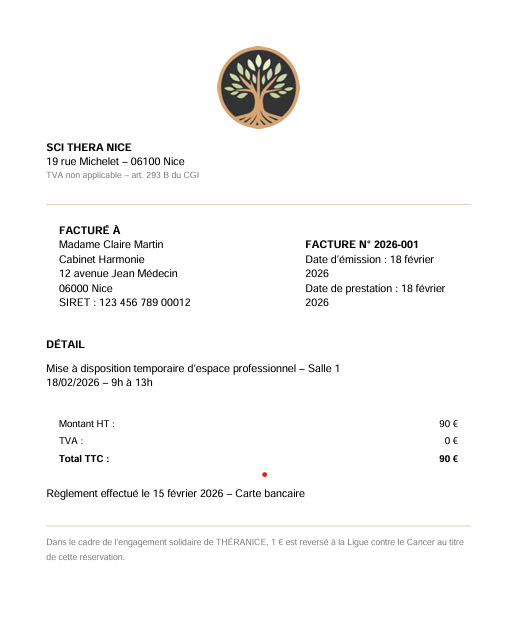 SCI THERA NICE
19 rue Michelet – 06100 Nice
TVA non applicable – art. 293 B du CGI
FACTURÉ À
Madame Claire Martin
Cabinet Harmonie
12 avenue Jean Médecin
06000 Nice
SIRET : 123 456 789 00012
FACTURE N° 2026-001
Date d'émission : 18 février
2026
Date de prestation : 18 février
2026
DÉTAIL
Mise à disposition temporaire d'espace professionnel – Salle 1
18/02/2026 – 9h à 13h
Montant HT : 90 €
TVA : 0 €
Total TTC : 90 €
Règlement effectué le 15 février 2026 – Carte bancaire
Dans le cadre de l'engagement solidaire de THÉRANICE, 1 € est reversé à la Ligue contre le Cancer au titre
de cette réservation.